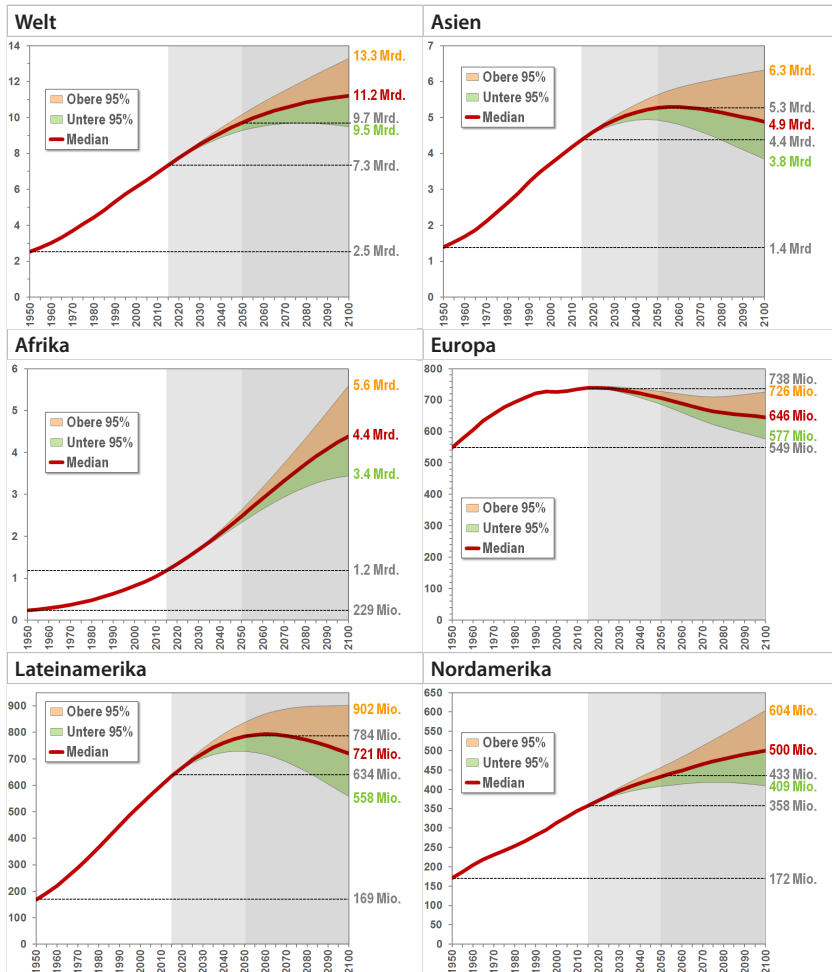 Welt
14
12
10
8
6
4
2
0
Obere 95%
Untere 95%
Median
13.3 Mrd.
11.2 Mrd.
9.7 Mrd.
9.5 Mrd.
7.3 Mrd.
2.5 Mrd.
1950 1960 1970 1980 1990 2000 2010 2020 2030 2040 2050 2060 2070 2080 2090 2100
Asien
7
6
5
4
3
2
1
0
Obere 95%
Untere 95%
Median
6.3 Mrd.
5.3 Mrd.
4.9 Mrd.
4.4 Mrd.
3.8 Mrd
1.4 Mrd
1950 1960 1970 1980 1990 2000 2010 2020 2030 2040 2050 2060 2070 2080 2090 2100
Afrika
6
5
4
3
2
1
0
Obere 95%
Untere 95%
Median
5.6 Mrd.
4.4 Mrd.
3.4 Mrd.
1.2 Mrd.
229 Mio.
1950 1960 1970 1980 1990 2000 2010 2020 2030 2040 2050 2060 2070 2080 2090 2100
Europa
800
700
600
500
400
300
200
100
0
Obere 95%
Untere 95%
Median
738 Mio.
726 Mio.
646 Mio.
577 Mio.
549 Mio.
1950 1960 1970 1980 1990 2000 2010 2020 2030 2040 2050 2060 2070 2080 2090 2100
Lateinamerika
900
800
700
600
500
400
300
200
100
0
Obere 95%
Untere 95%
Median
902 Mio.
784 Mio.
721 Mio.
634 Mio.
558 Mio.
169 Mio.
1950 1960 1970 1980 1990 2000 2010 2020 2030 2040 2050 2060 2070 2080 2090 2100
Nordamerika
650
600
550
500
450
400
350
300
250
200
150
100
50
0
Obere 95%
Untere 95%
Median
604 Mio.
500 Mio.
433 Mio.
409 Mio.
358 Mio.
172 Mio.
1950 1960 1970 1980 1990 2000 2010 2020 2030 2040 2050 2060 2070 2080 2090 2100